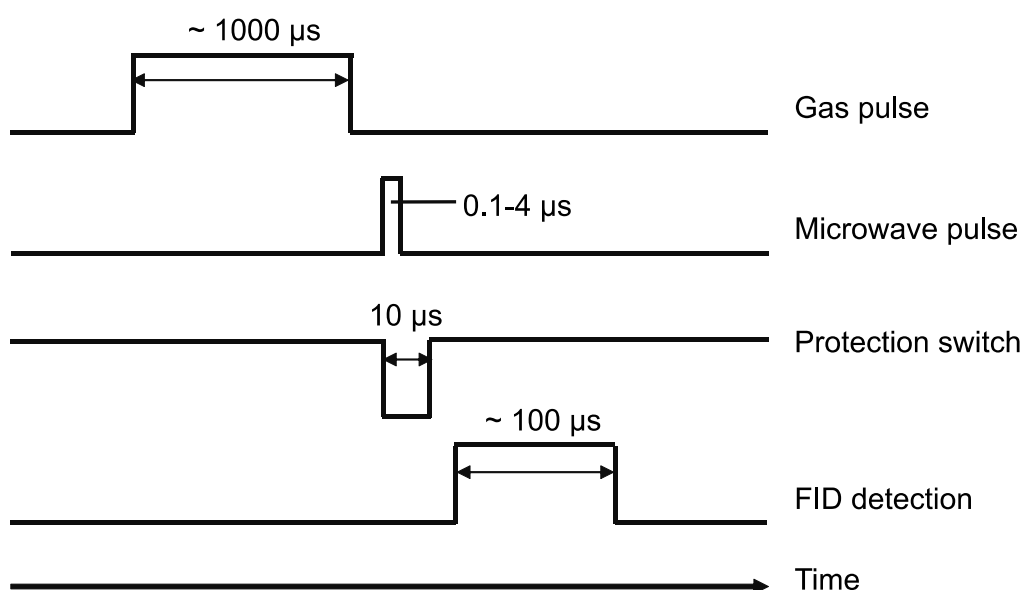 ~ 1000 µs
Gas pulse
0.1-4 µs
Microwave pulse
10 µs
Protection switch
~ 100 µs
FID detection
Time